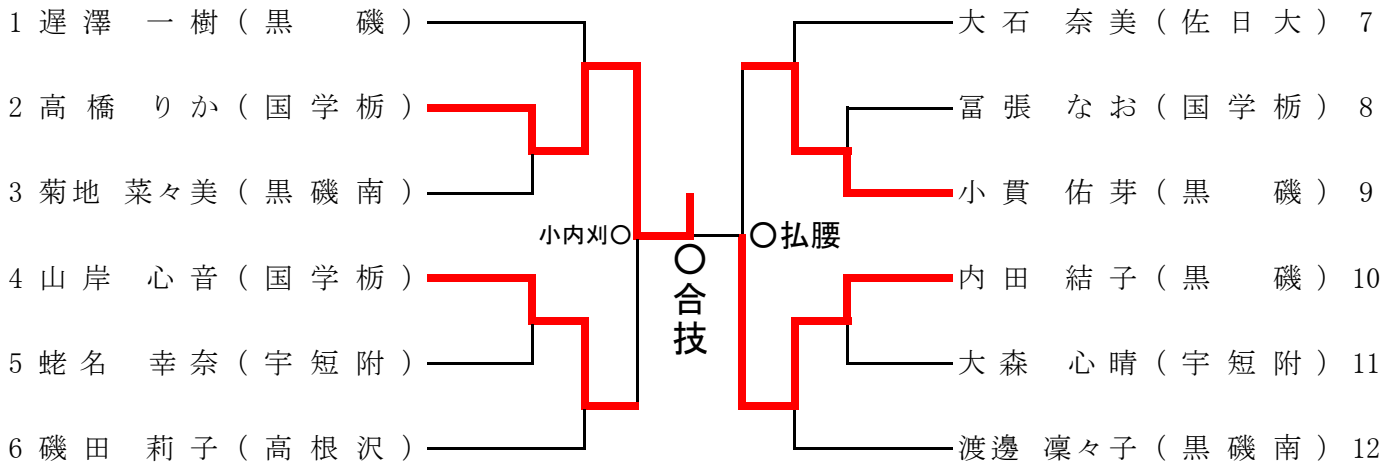 1 遅澤 一樹(黒 磯)
2 高橋 りか(国学栃)
3 菊地 菜々美(黒磯南)
4 山岸 心音(国学栃)
5 蛯名 幸奈(宇短附)
6 磯田 莉子(高根沢)
小内刈○
○合技
○払腰
大石 奈美(佐日大) 7
冨張 なお(国学栃) 8
小貫 佑芽(黒 磯) 9
内田 結子(黒 磯) 10
大森 心晴(宇短附) 11
渡邊 凜々子(黒磯南) 12